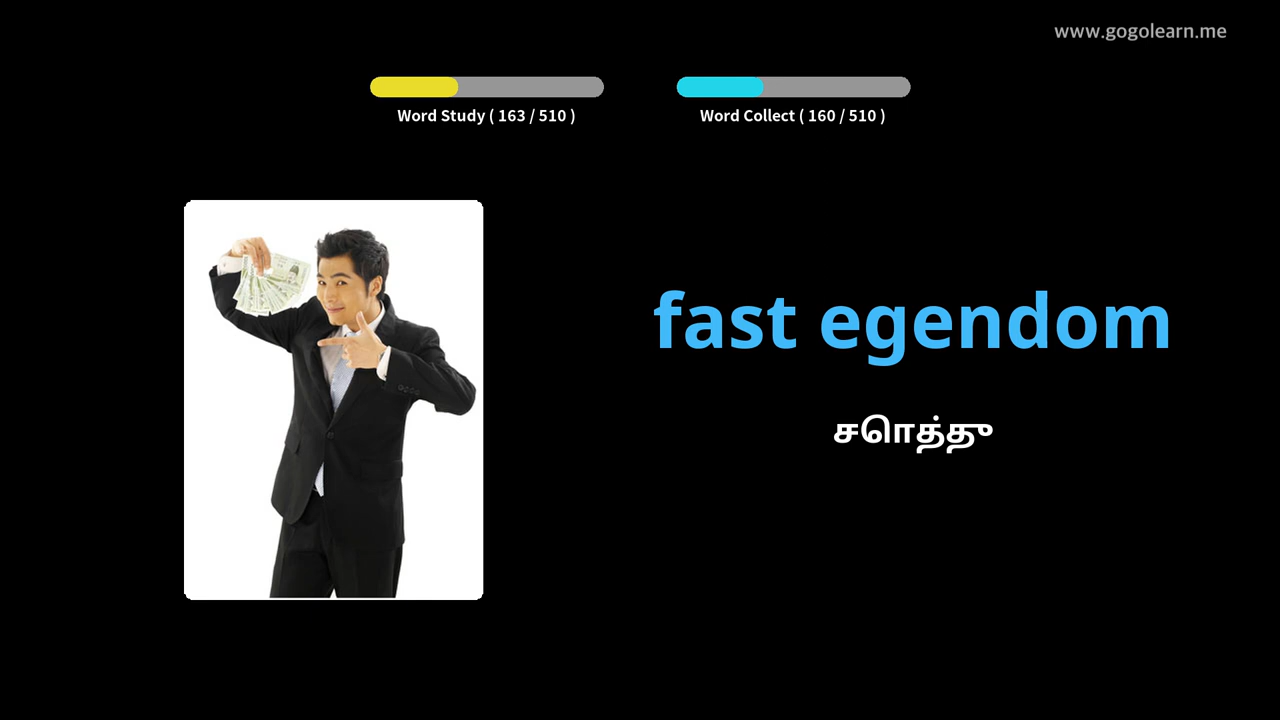 www.gogolearn.me
Word Study ( 163 / 510 )
Word Collect ( 160 / 510 )
fast egendom
சொத்து